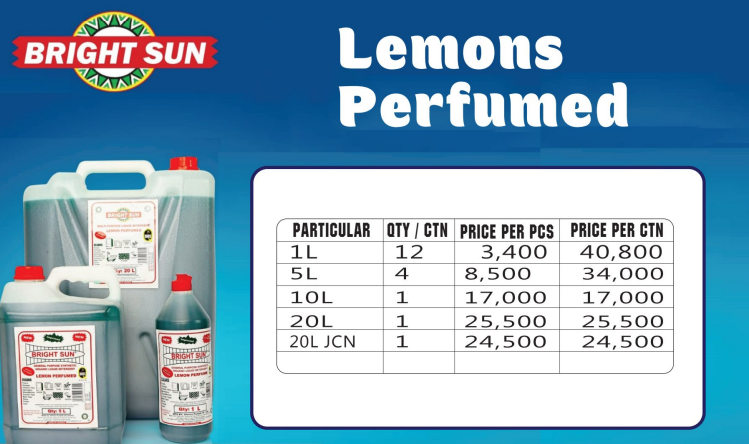 BRIGHT SUN
Lemons
Perfumed
PARTICULAR QTY / CTN PRICE PER PCS PRICE PER CTN
1L 12 3,400 40,800
5L 4 8,500 34,000
10L 1 17,000 17,000
20L 1 25,500 25,500
20L JCN 1 24,500 24,500
BRIGHT SUN
LEMON PERFUMED
Qty: 20 L
BRIGHT SUN
LEMON PERFUMED
Qty: 5 L
BRIGHT SUN
LEMON PERFUMED
Qty: 1 L